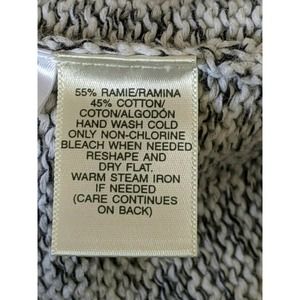 55% RAMIE/RAMINA
45% COTTON/
COTON/ALGODÓN
HAND WASH COLD
ONLY NON-CHLORINE
BLEACH WHEN NEEDED
RESHAPE AND
DRY FLAT.
WARM STEAM IRON
IF NEEDED
(CARE CONTINUES
ON BACK)